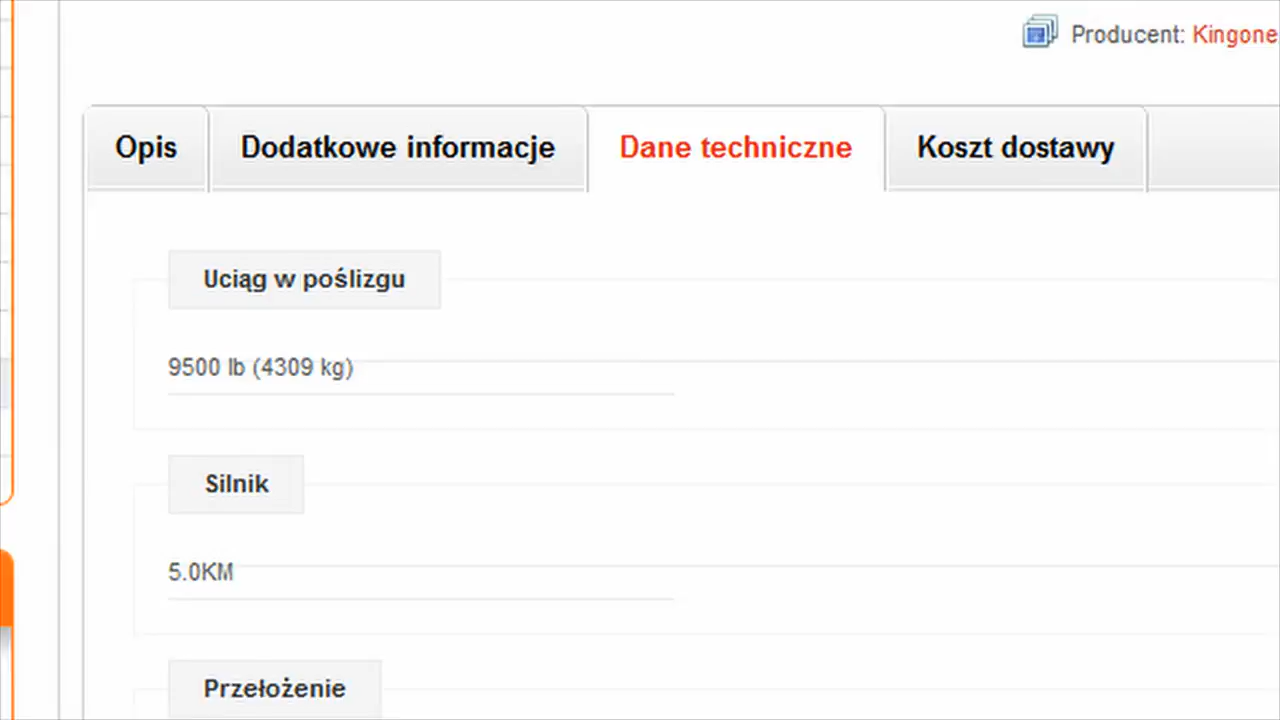 Producent: Kingone
Opis Dodatkowe informacje Dane techniczne Koszt dostawy
Uciąg w poślizgu
9500 lb (4309 kg)
Silnik
5.0KM
Przełożenie